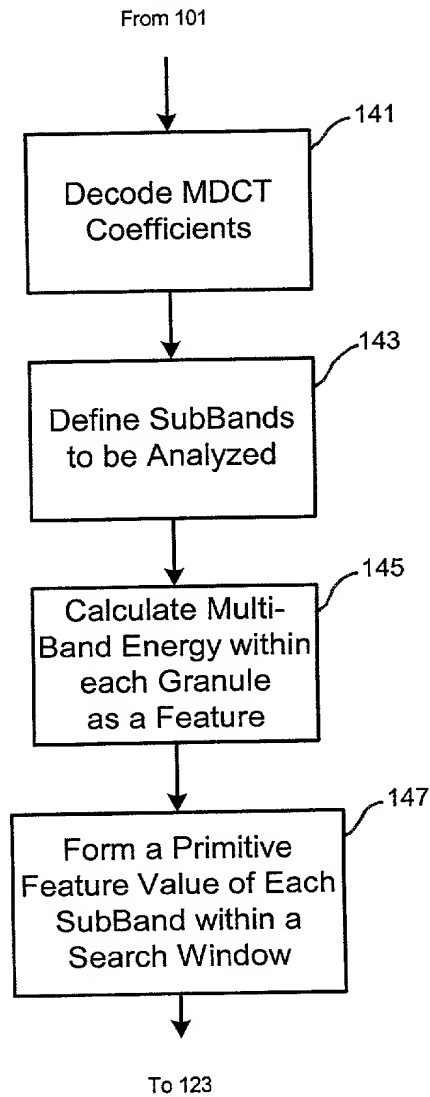 From 101
141
Decode MDCT
Coefficients
143
Define SubBands
to be Analyzed
145
Calculate Multi-
Band Energy within
each Granule
as a Feature
147
Form a Primitive
Feature Value of Each
SubBand within a
Search Window
To 123